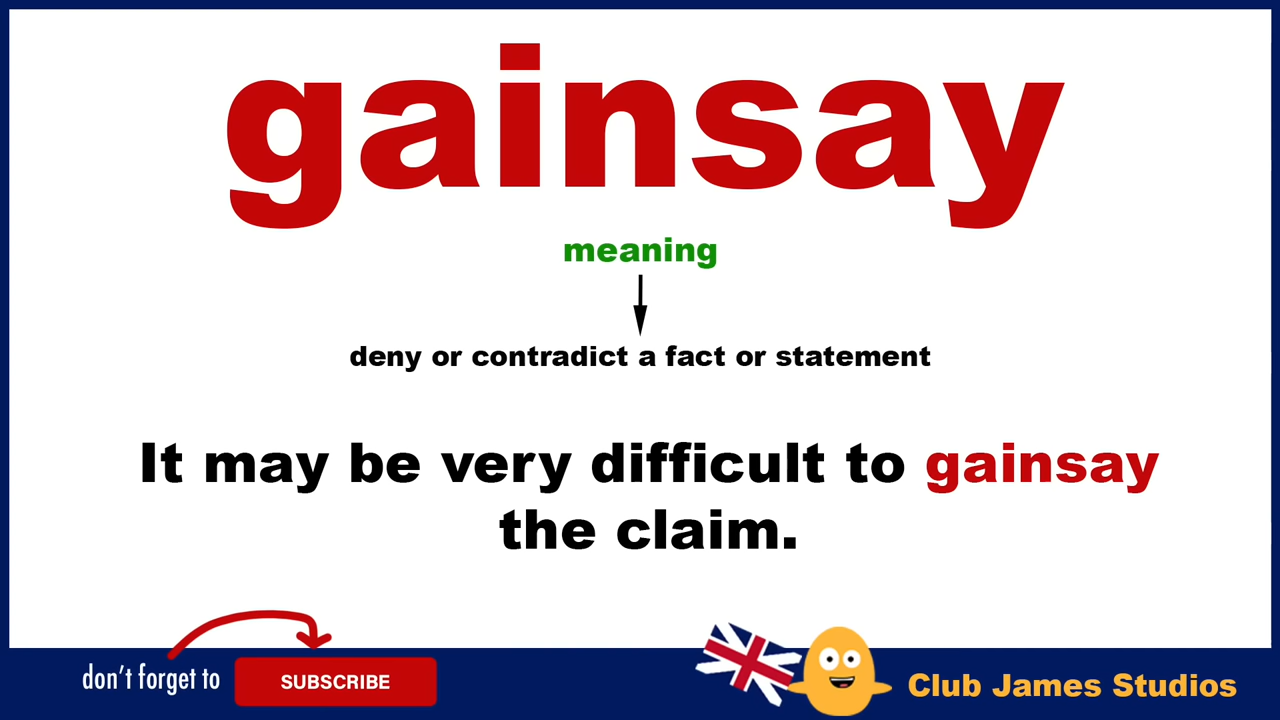 gainsay
meaning
deny or contradict a fact or statement
It may be very difficult to gainsay
the claim.
don't forget to
SUBSCRIBE
Club James Studios